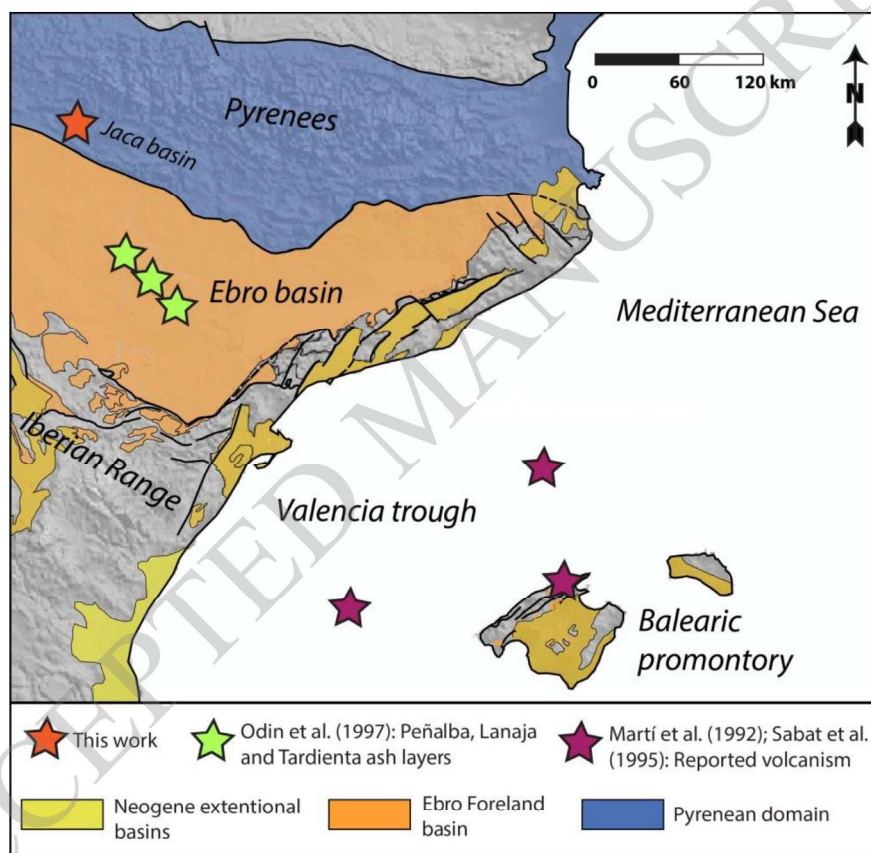 0 60 120 km
N
Pyrenees
Jaca basin
Ebro basin
Mediterranean Sea
Iberian Range
Valencia trough
Balearic
promontory
This work
Odin et al. (1997): Peñalba, Lanaja
and Tardienta ash layers
Martí et al. (1992); Sabat et al.
(1995): Reported volcanism
Neogene extentional
basins
Ebro Foreland
basin
Pyrenean domain
CCEPTED MANUSCRI